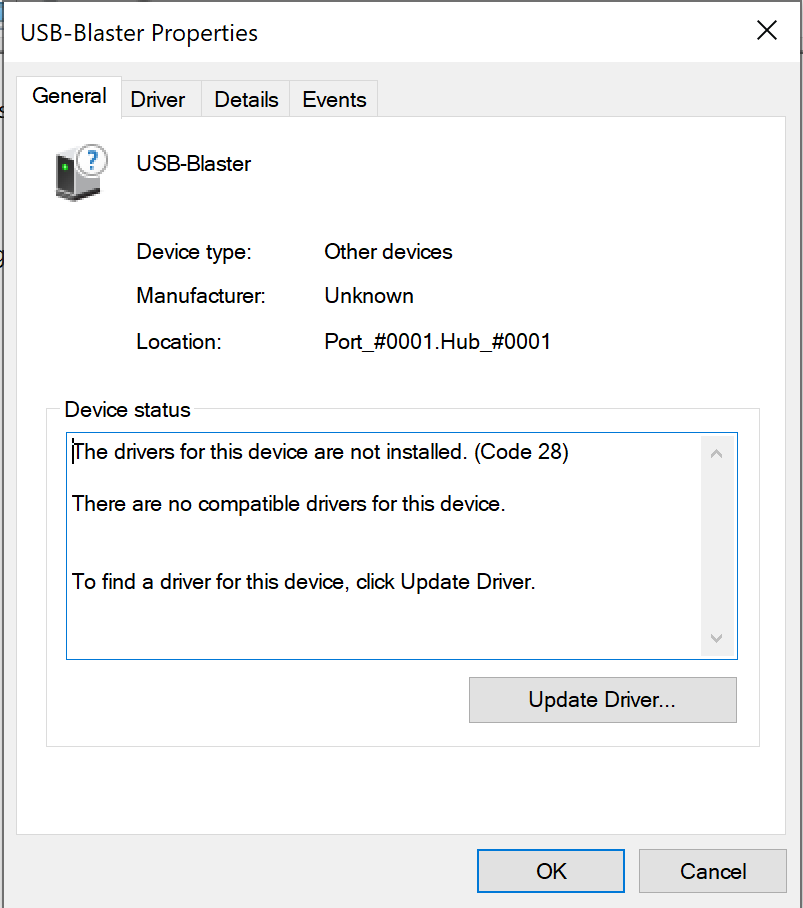 USB-Blaster Properties
General
Driver
Details
Events
?
USB-Blaster
Device type: Other devices
Manufacturer: Unknown
Location: Port_#0001.Hub_#0001
Device status
The drivers for this device are not installed. (Code 28)
There are no compatible drivers for this device.
To find a driver for this device, click Update Driver.
Update Driver...
OK
Cancel